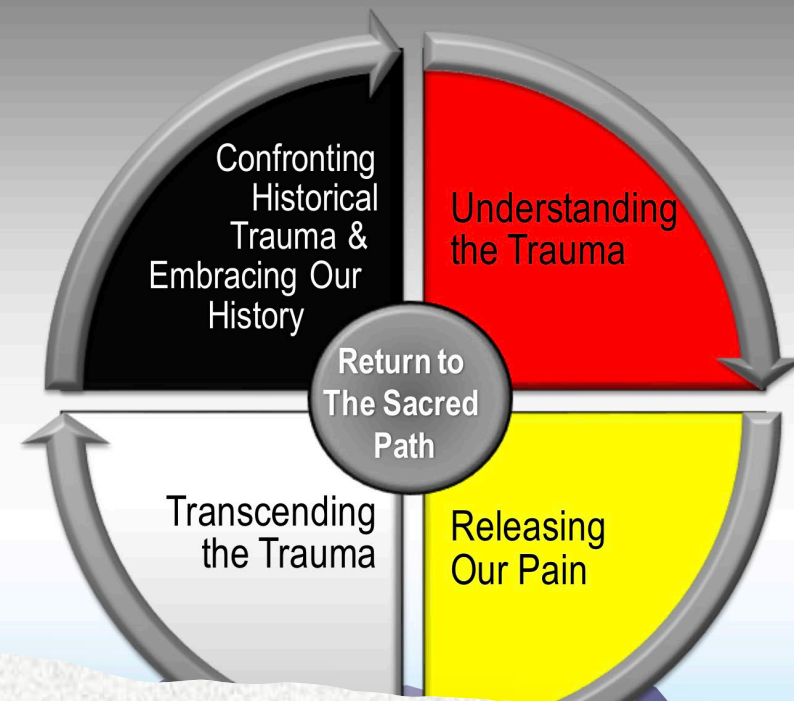 Confronting
Historical
Trauma &
Embracing Our
History
Understanding
the Trauma
Return to
The Sacred
Path
Transcending
the Trauma
Releasing
Our Pain